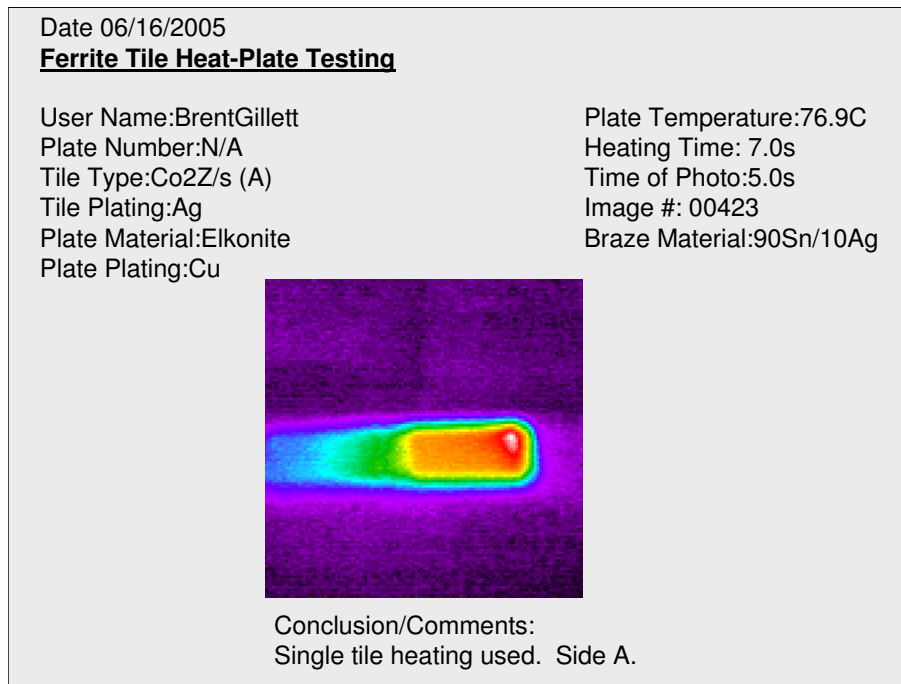 Date 06/16/2005
Ferrite Tile Heat-Plate Testing
User Name:BrentGillett
Plate Number:N/A
Tile Type:Co2Z/s (A)
Tile Plating:Ag
Plate Material:Elkonite
Plate Plating:Cu
Plate Temperature:76.9C
Heating Time: 7.0s
Time of Photo:5.0s
Image #: 00423
Braze Material:90Sn/10Ag
Conclusion/Comments:
Single tile heating used.  Side A.